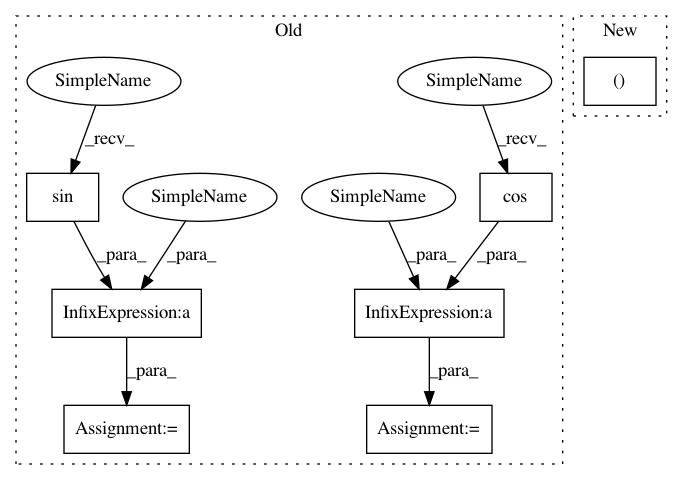 Old
New
SimpleName
SimpleName
()
_recv_
_recv_
sin
SimpleName
SimpleName
cos
_para_
_para_
_para_
_para_
InfixExpression:a
InfixExpression:a
_para_
_para_
Assignment:=
Assignment:=